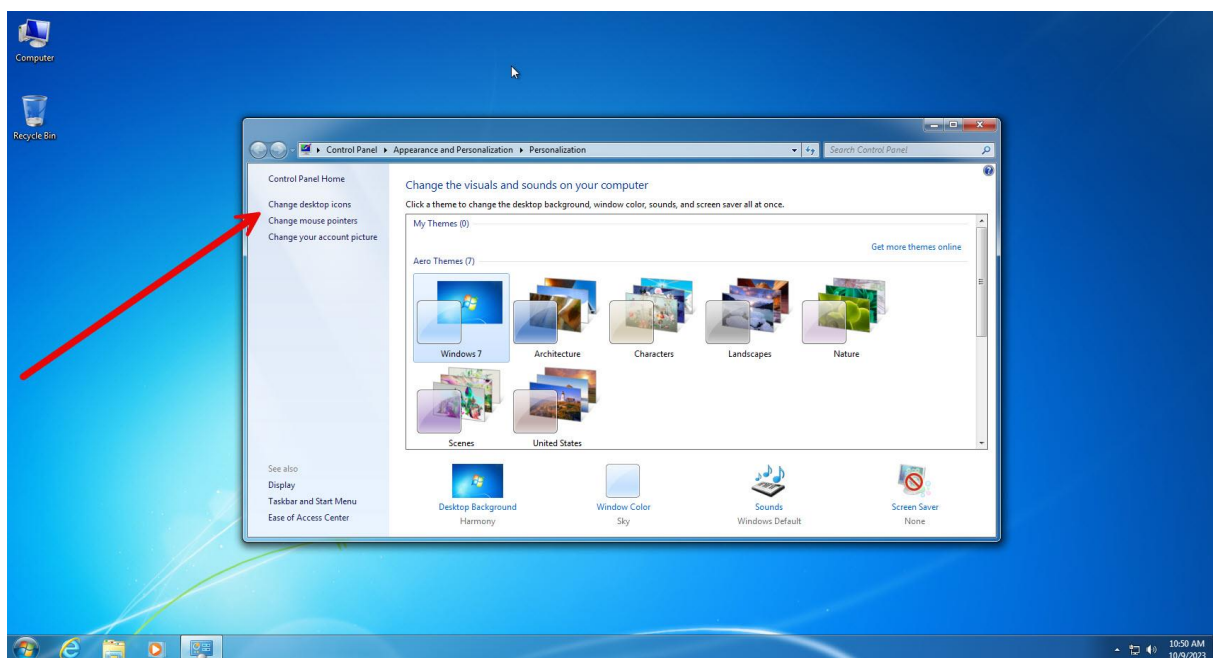 Computer
Recycle Bin
Control Panel
Appearance and Personalization
Personalization
Search Control Panel
Control Panel Home
Change desktop icons
Change mouse pointers
Change your account picture
See also
Display
Taskbar and Start Menu
Ease of Access Center
Change the visuals and sounds on your computer
Click a theme to change the desktop background, window color, sounds, and screen saver all at once.
My Themes (0)
Get more themes online
Aero Themes (7)
Windows 7
Architecture
Characters
Landscapes
Nature
Scenes
United States
Desktop Background
Harmony
Window Color
Sky
Sounds
Windows Default
Screen Saver
None
10:50 AM
10/9/2023